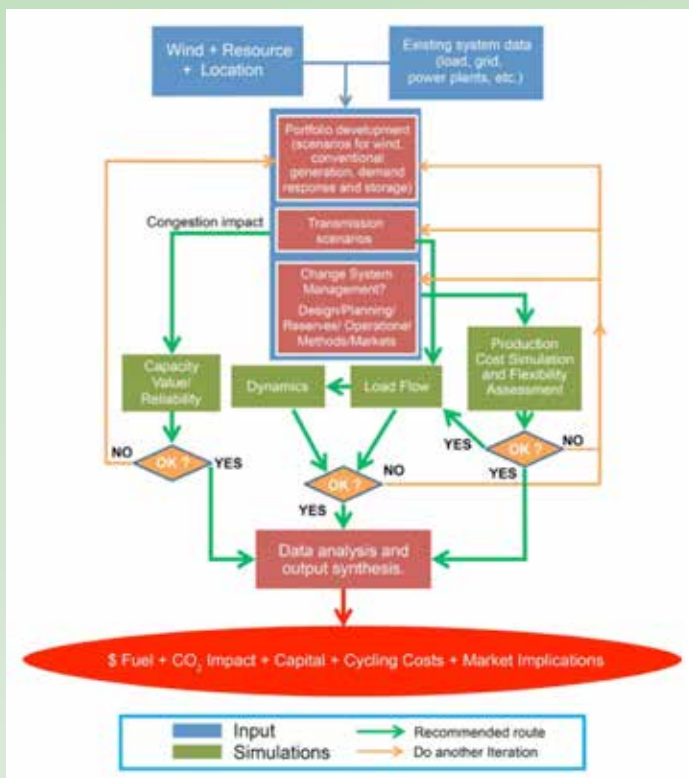 Wind + Resource
+ Location
Existing system data
(load, grid,
power plants, etc.)
Portfolio development
(scenarios for wind,
conventional
generation, demand
response and storage)
Congestion impact
Transmission
scenarios
Change System
Management?
Design/Planning/
Reserves/ Operational
Methods/Markets
Capacity
Value/
Reliability
Dynamics
Load Flow
Production
Cost Simulation
and Flexibility
Assessment
NO
OK ?
YES
OK ?
NO
YES
YES
OK ?
NO
YES
Data analysis and
output synthesis.
$ Fuel + CO₂ Impact + Capital + Cycling Costs + Market Implications
Input
Recommended route
Simulations
Do another Iteration